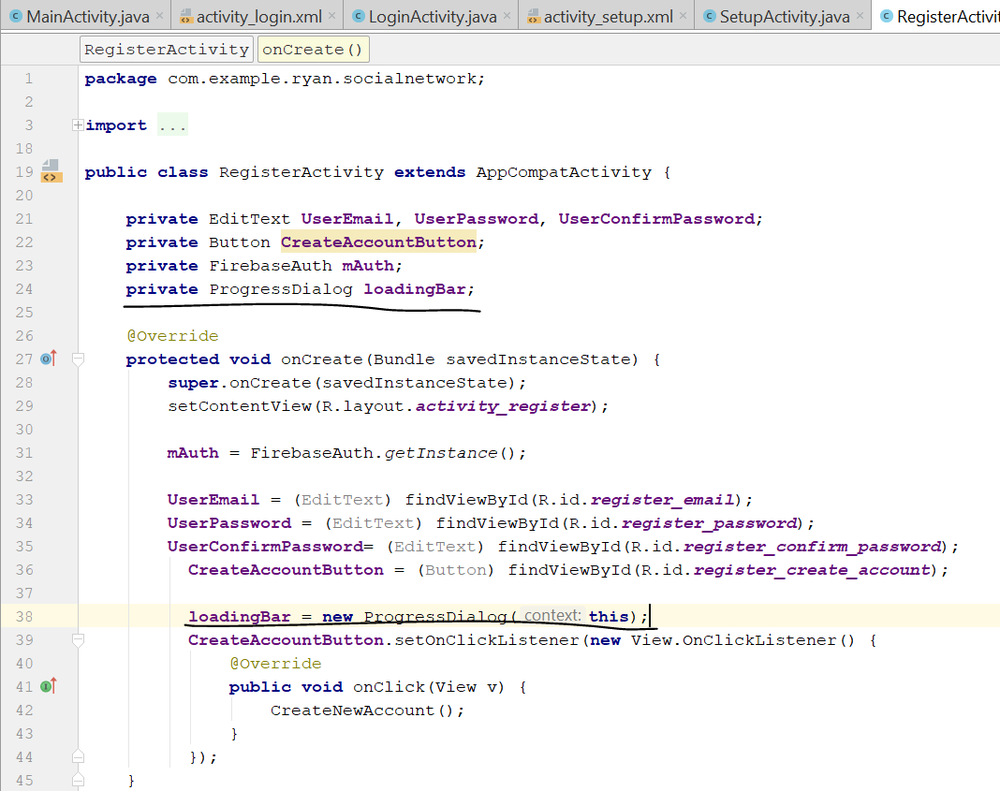 MainActivity.java × activity_login.xml × LoginActivity.java × activity_setup.xml × SetupActivity.java × RegisterActivit
RegisterActivity onCreate()
1 package com.example.ryan.socialnetwork;
2
3 import ...
18
19 public class RegisterActivity extends AppCompatActivity {
20
21 private EditText UserEmail, UserPassword, UserConfirmPassword;
22 private Button CreateAccountButton;
23 private FirebaseAuth mAuth;
24 private ProgressDialog loadingBar;
25
26 @Override
27 protected void onCreate(Bundle savedInstanceState) {
28 super.onCreate(savedInstanceState);
29 setContentView(R.layout.activity_register);
30
31 mAuth = FirebaseAuth.getInstance();
32
33 UserEmail = (EditText) findViewById(R.id.register_email);
34 UserPassword = (EditText) findViewById(R.id.register_password);
35 UserConfirmPassword= (EditText) findViewById(R.id.register_confirm_password);
36 CreateAccountButton = (Button) findViewById(R.id.register_create_account);
37
38 loadingBar = new ProgressDialog( context: this);
39 CreateAccountButton.setOnClickListener(new View.OnClickListener() {
40 @Override
41 public void onClick(View v) {
42 CreateNewAccount();
43 }
44 });
45 }